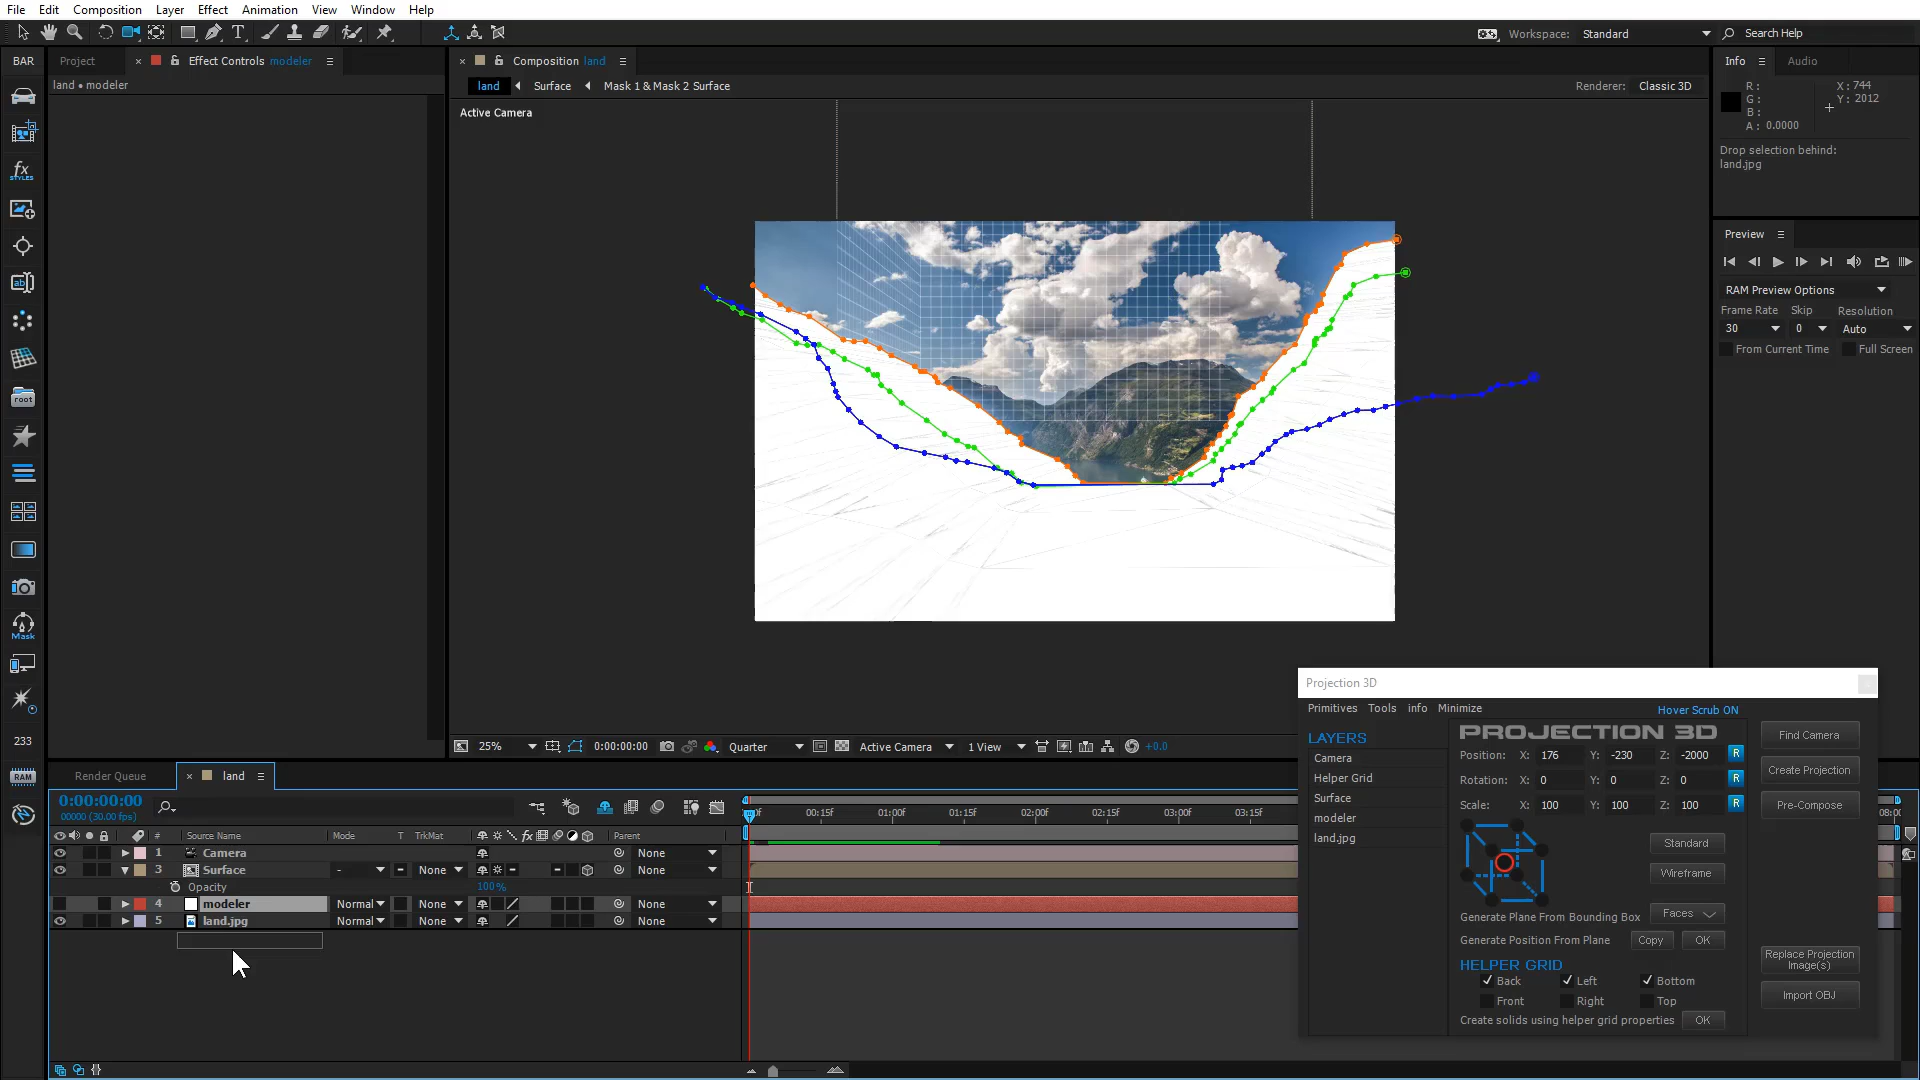 File Edit Composition Layer Effect Animation View Window Help
Workspace: Standard Search Help
BAR Project × Effect Controls modeler × Composition land Info Audio
land • modeler land Surface Mask 1 & Mask 2 Surface Renderer: Classic 3D
Active Camera
R: X: 744
G: Y: 2012
B:
A: 0.0000
Drop selection behind:
land.jpg
fx
STYLES
ab
root
Mask
233
RAM
Preview
RAM Preview Options
Frame Rate Skip Resolution
30 0 Auto
From Current Time Full Screen
25% 0:00:00:00 Quarter Active Camera 1 View +0.0
Projection 3D
Primitives Tools info Minimize Hover Scrub ON
LAYERS
Camera
Helper Grid
Surface
modeler
land.jpg
PROJECTION 3D
Position: X: 176 Y: -230 Z: -2000 R
Rotation: X: 0 Y: 0 Z: 0 R
Scale: X: 100 Y: 100 Z: 100 R
Standard
Wireframe
Generate Plane From Bounding Box Faces
Generate Position From Plane Copy OK
HELPER GRID
Back Left Bottom
Front Right Top
Create solids using helper grid properties OK
Find Camera
Create Projection
Pre-Compose
Replace Projection
Image(s)
Import OBJ
Render Queue × land
0:00:00:00
00000 (30.00 fps)
00:15f 01:00f 01:15f 02:00f 02:15f 03:00f 03:15f
# Source Name Mode T TrkMat fx Parent
1 Camera None
3 Surface - None None
Opacity 100%
4 modeler Normal None None
5 land.jpg Normal None None